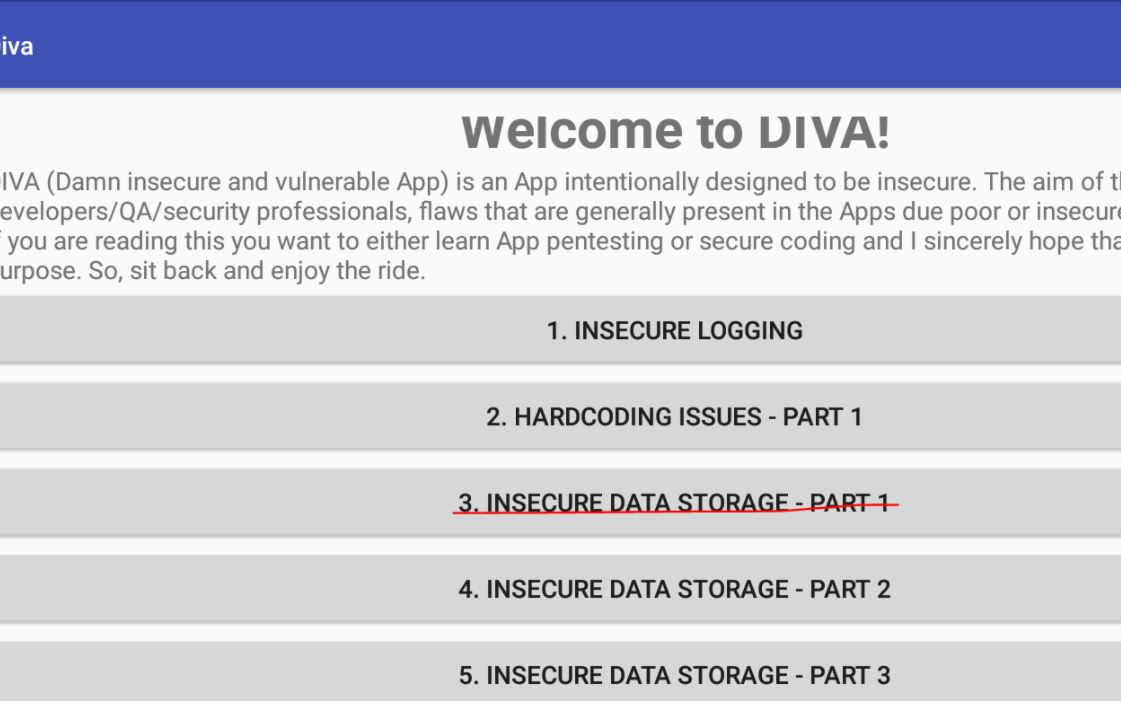 iva
Welcome to DIVA!
IVA (Damn insecure and vulnerable App) is an App intentionally designed to be insecure. The aim of
evelopers/QA/security professionals, flaws that are generally present in the Apps due poor or insecure
you are reading this you want to either learn App pentesting or secure coding and I sincerely hope
urpose. So, sit back and enjoy the ride.
1. INSECURE LOGGING
2. HARDCODING ISSUES - PART 1
3. INSECURE DATA STORAGE - PART 1
4. INSECURE DATA STORAGE - PART 2
5. INSECURE DATA STORAGE - PART 3